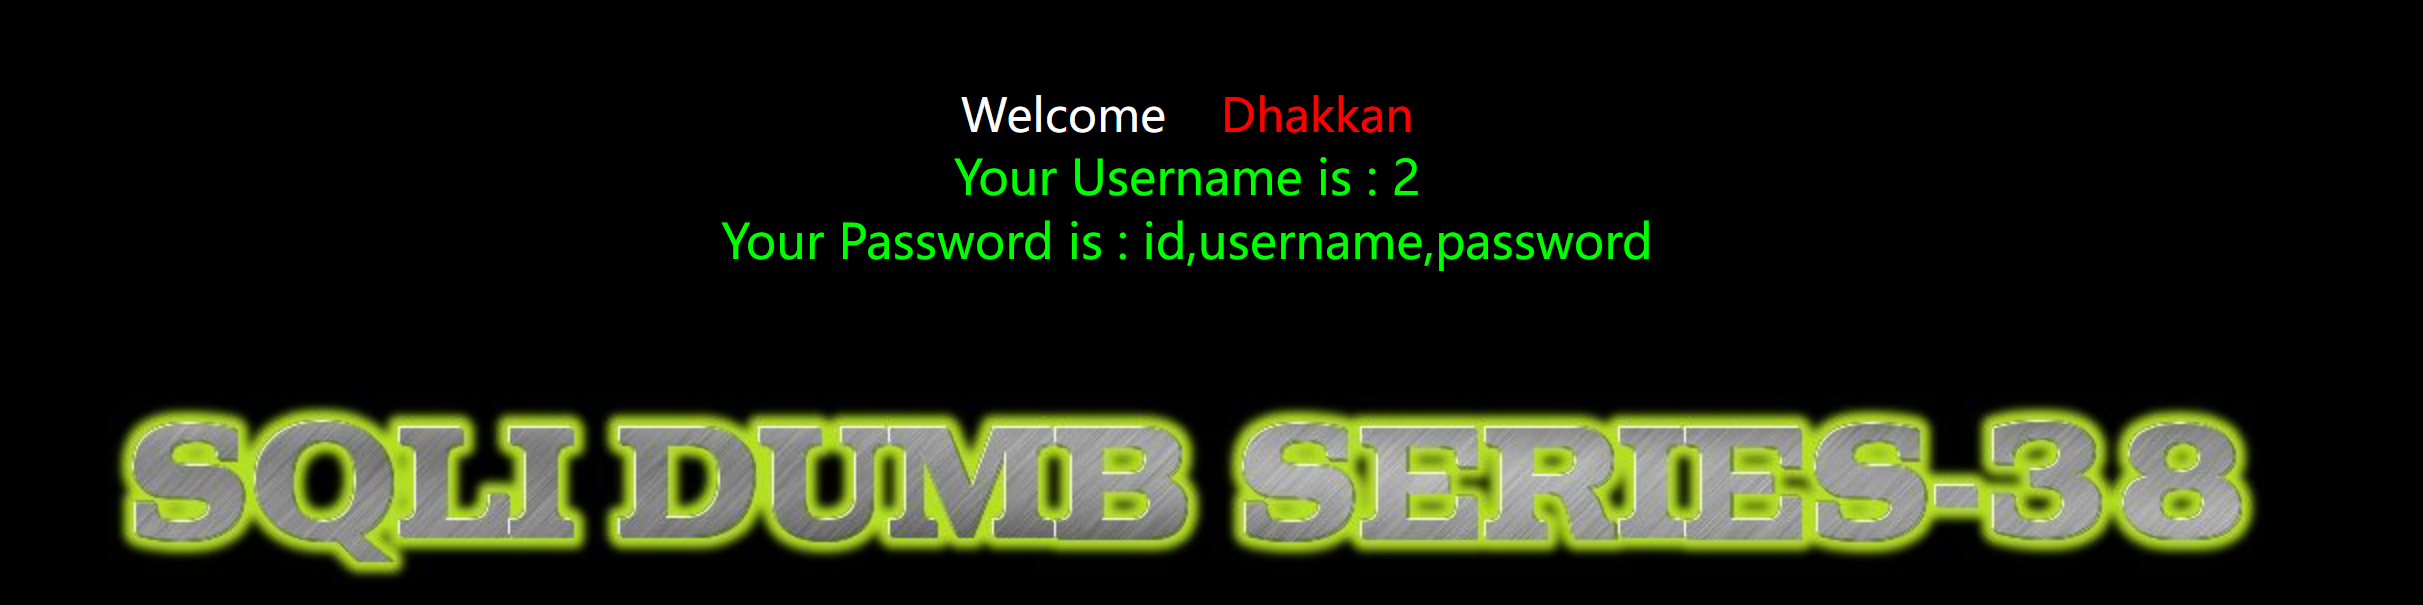 Welcome Dhakkan
Your Username is : 2
Your Password is : id,username,password
SQLI DUMB SERIES-38